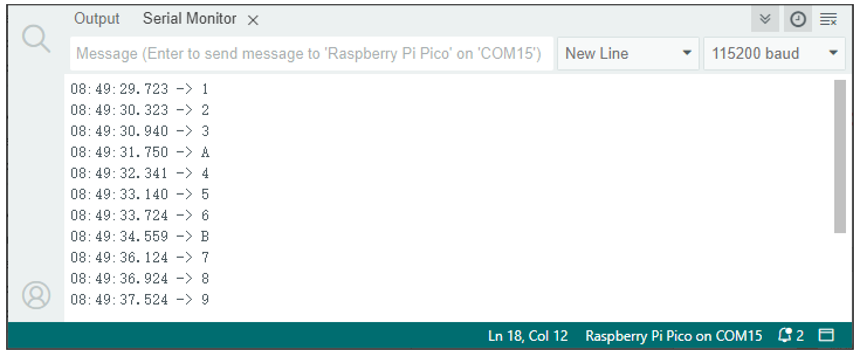 Output Serial Monitor ×
Message (Enter to send message to 'Raspberry Pi Pico' on 'COM15') New Line 115200 baud
08:49:29.723 -> 1
08:49:30.323 -> 2
08:49:30.940 -> 3
08:49:31.750 -> A
08:49:32.341 -> 4
08:49:33.140 -> 5
08:49:33.724 -> 6
08:49:34.559 -> B
08:49:36.124 -> 7
08:49:36.924 -> 8
08:49:37.524 -> 9
Ln 18, Col 12 Raspberry Pi Pico on COM15 2